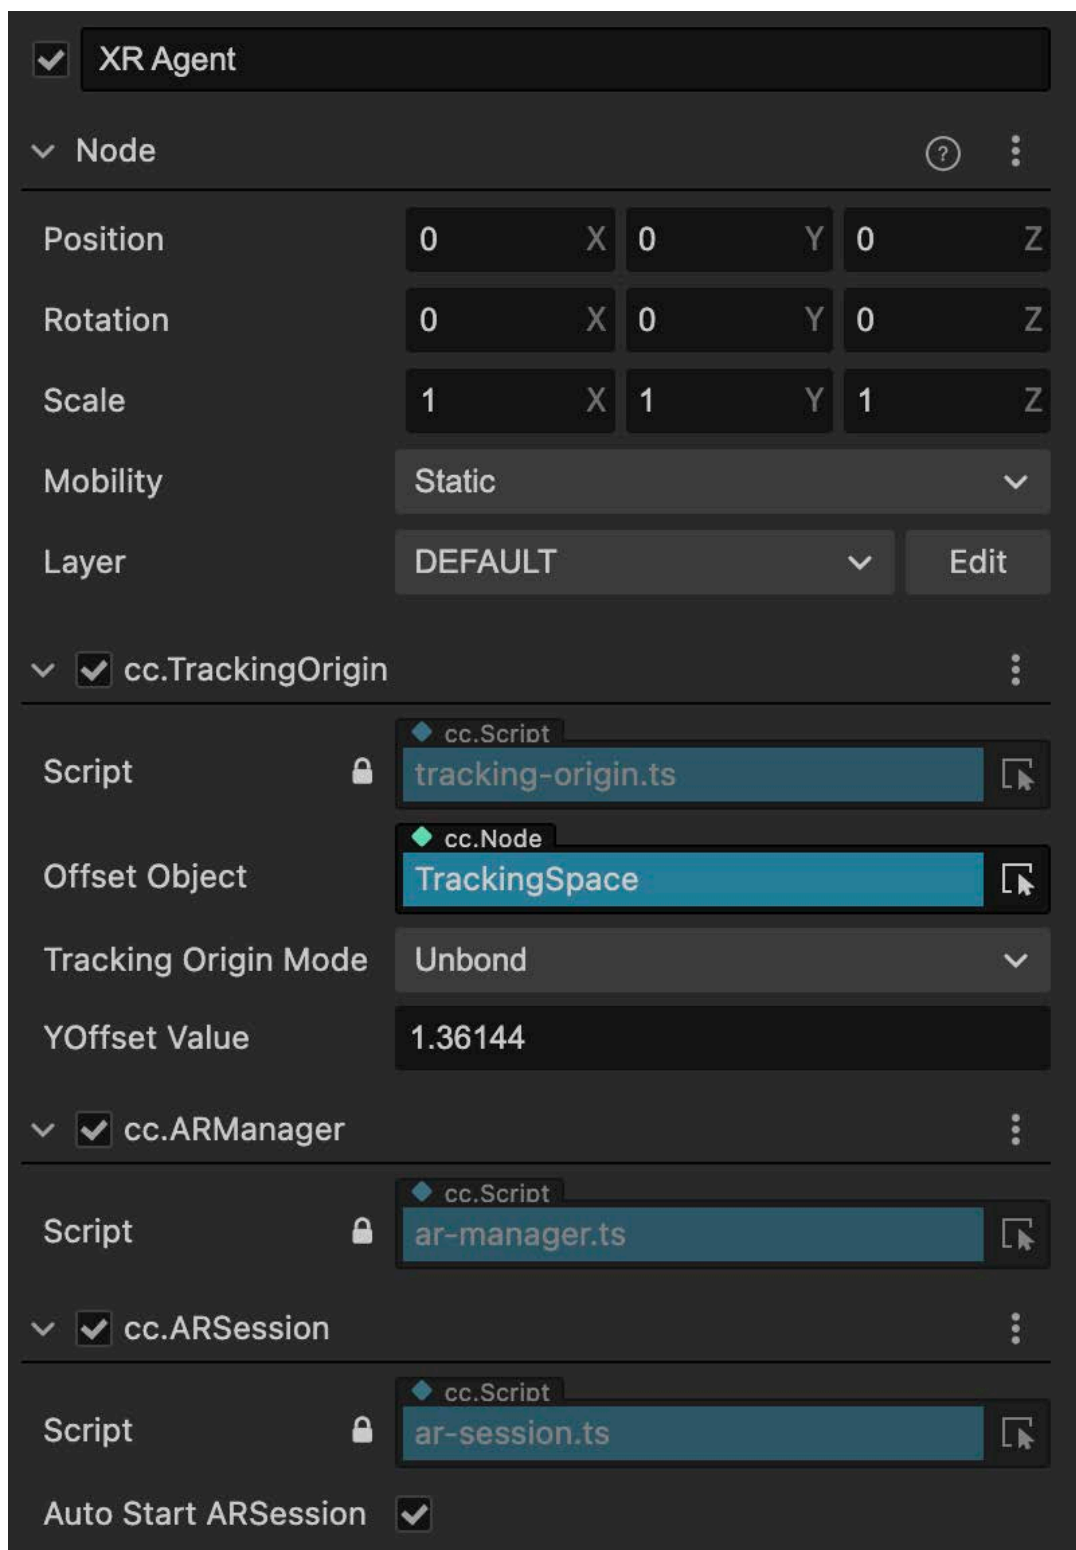 XR Agent
Node ?
Position 0 X 0 Y 0 Z
Rotation 0 X 0 Y 0 Z
Scale 1 X 1 Y 1 Z
Mobility Static
Layer DEFAULT Edit
cc.TrackingOrigin
cc.Script
Script tracking-origin.ts
cc.Node
Offset Object TrackingSpace
Tracking Origin Mode Unbond
YOffset Value 1.36144
cc.ARManager
cc.Script
Script ar-manager.ts
cc.ARSession
cc.Script
Script ar-session.ts
Auto Start ARSession